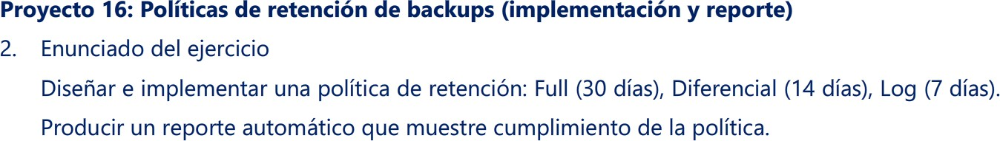 Proyecto 16: Políticas de retención de backups (implementación y reporte)
2. Enunciado del ejercicio
Diseñar e implementar una política de retención: Full (30 días), Diferencial (14 días), Log (7 días).
Producir un reporte automático que muestre cumplimiento de la política.